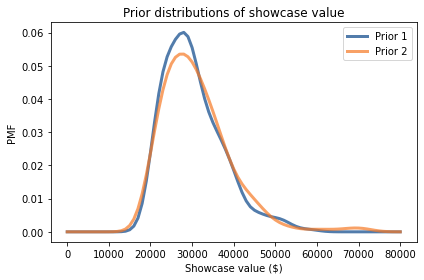 Prior distributions of showcase value
Prior 1
Prior 2
0.06
0.05
0.04
0.03
0.02
0.01
0.00
PMF
0 10000 20000 30000 40000 50000 60000 70000 80000
Showcase value ($)